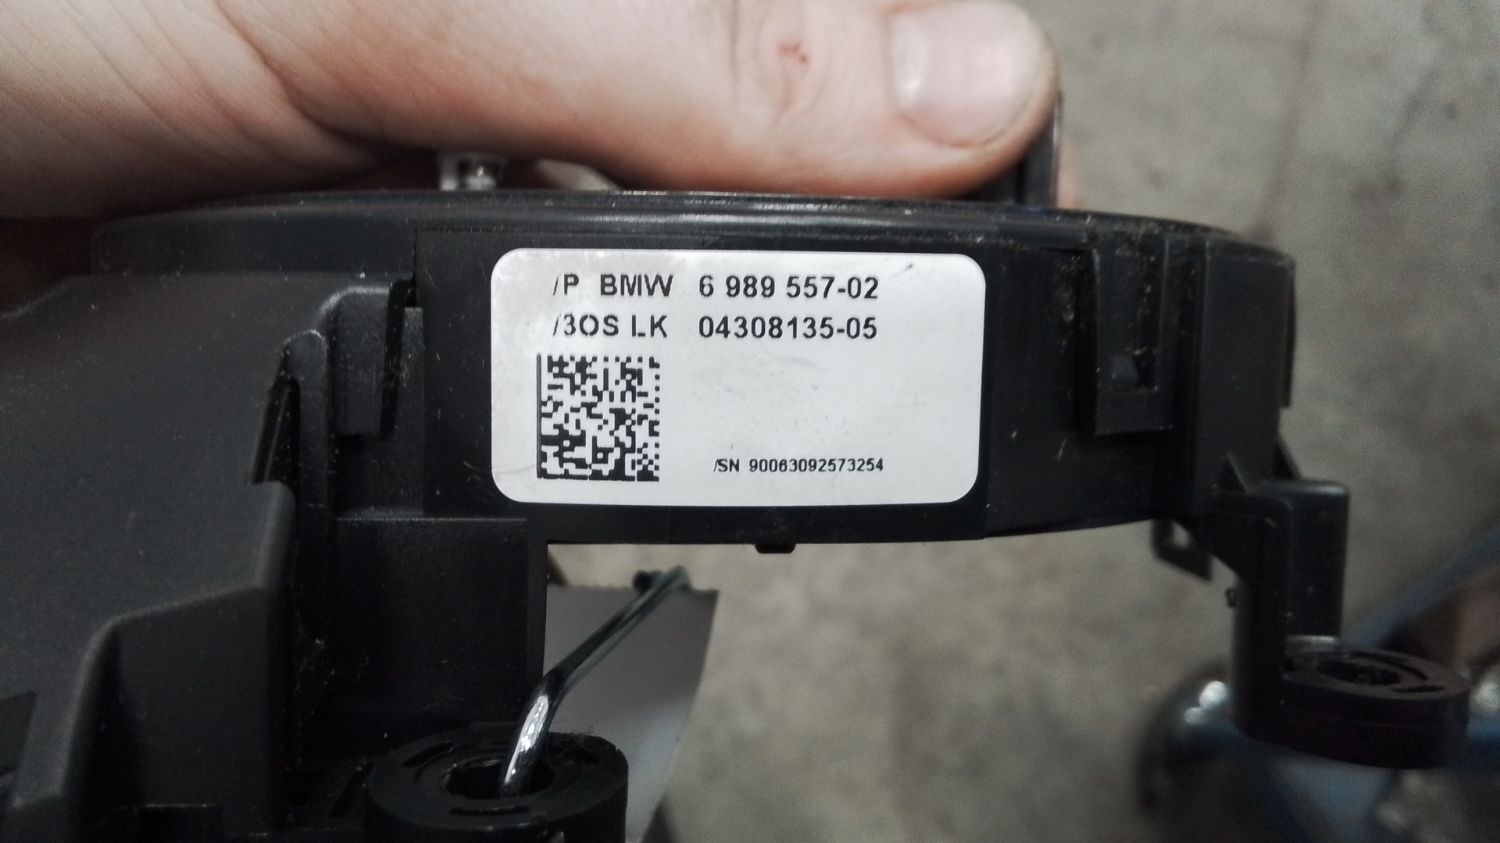 /P BMW 6 989 557-02
/3OS LK 04308135-05
/SN 90063092573254